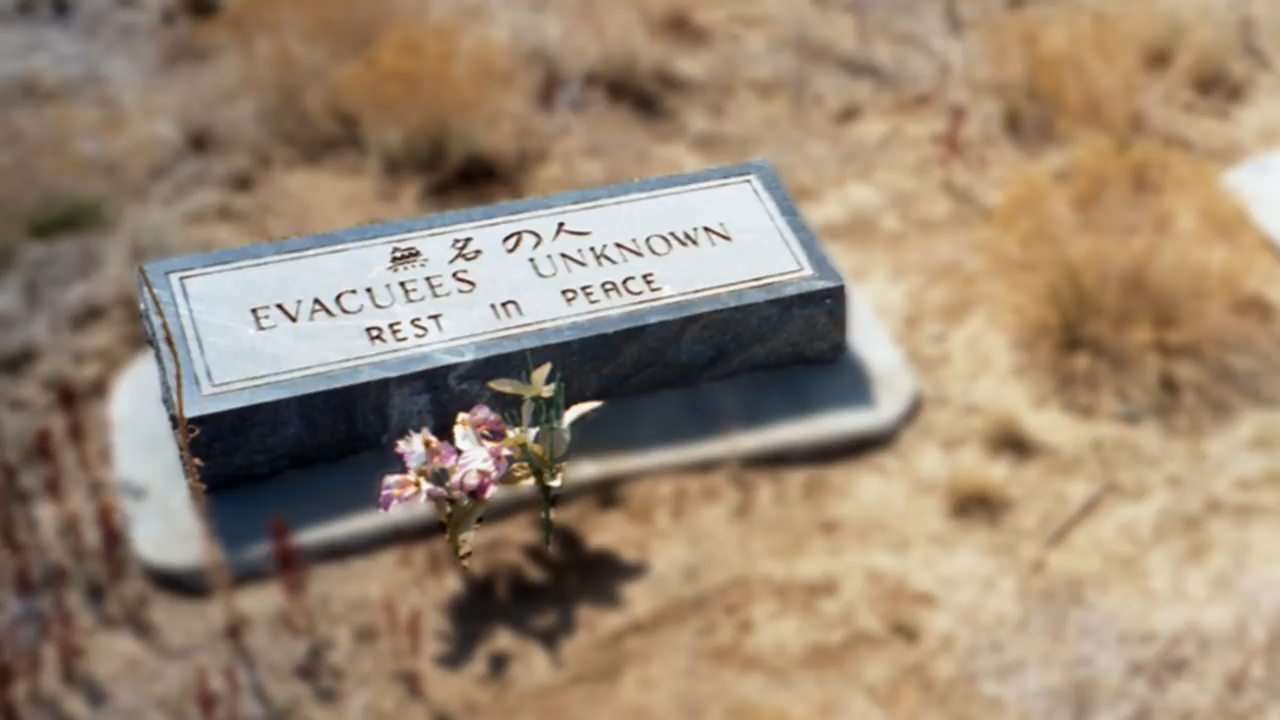 無名の人
EVACUEES UNKNOWN
REST in PEACE